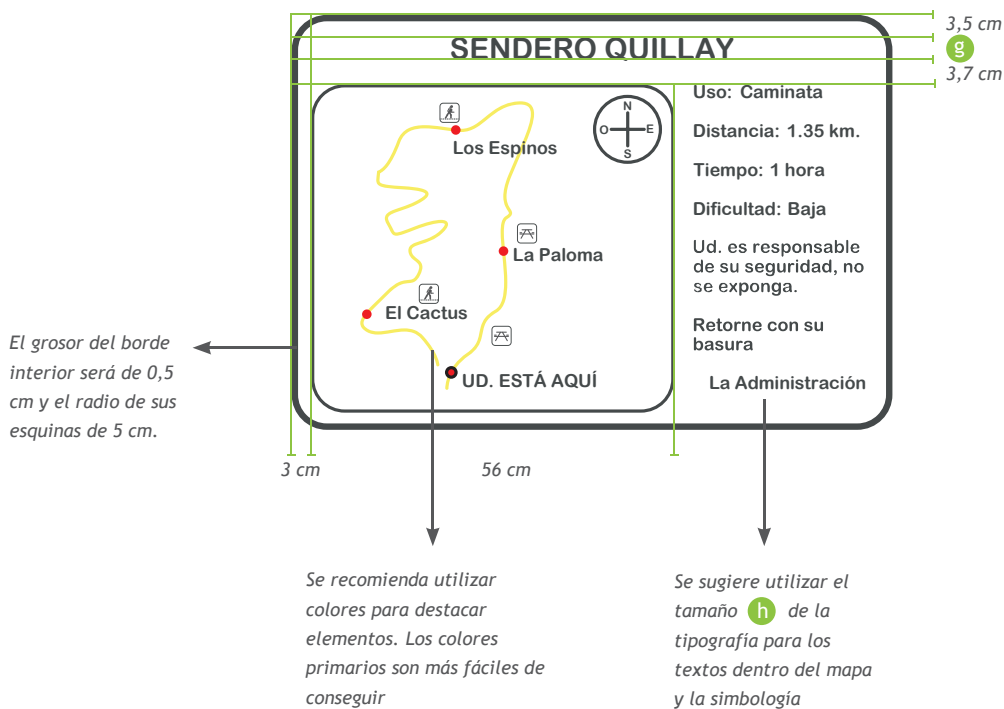 3,5 cm
g
3,7 cm
SENDERO QUILLAY
N
O
E
S
Los Espinos
La Paloma
El Cactus
UD. ESTÁ AQUÍ
Uso: Caminata
Distancia: 1.35 km.
Tiempo: 1 hora
Dificultad: Baja
Ud. es responsable
de su seguridad, no
se exponga.
Retorne con su
basura
La Administración
El grosor del borde
interior será de 0,5
cm y el radio de sus
esquinas de 5 cm.
3 cm
56 cm
Se recomienda utilizar
colores para destacar
elementos. Los colores
primarios son más fáciles de
conseguir
Se sugiere utilizar el
tamaño h de la
tipografía para los
textos dentro del mapa
y la simbología